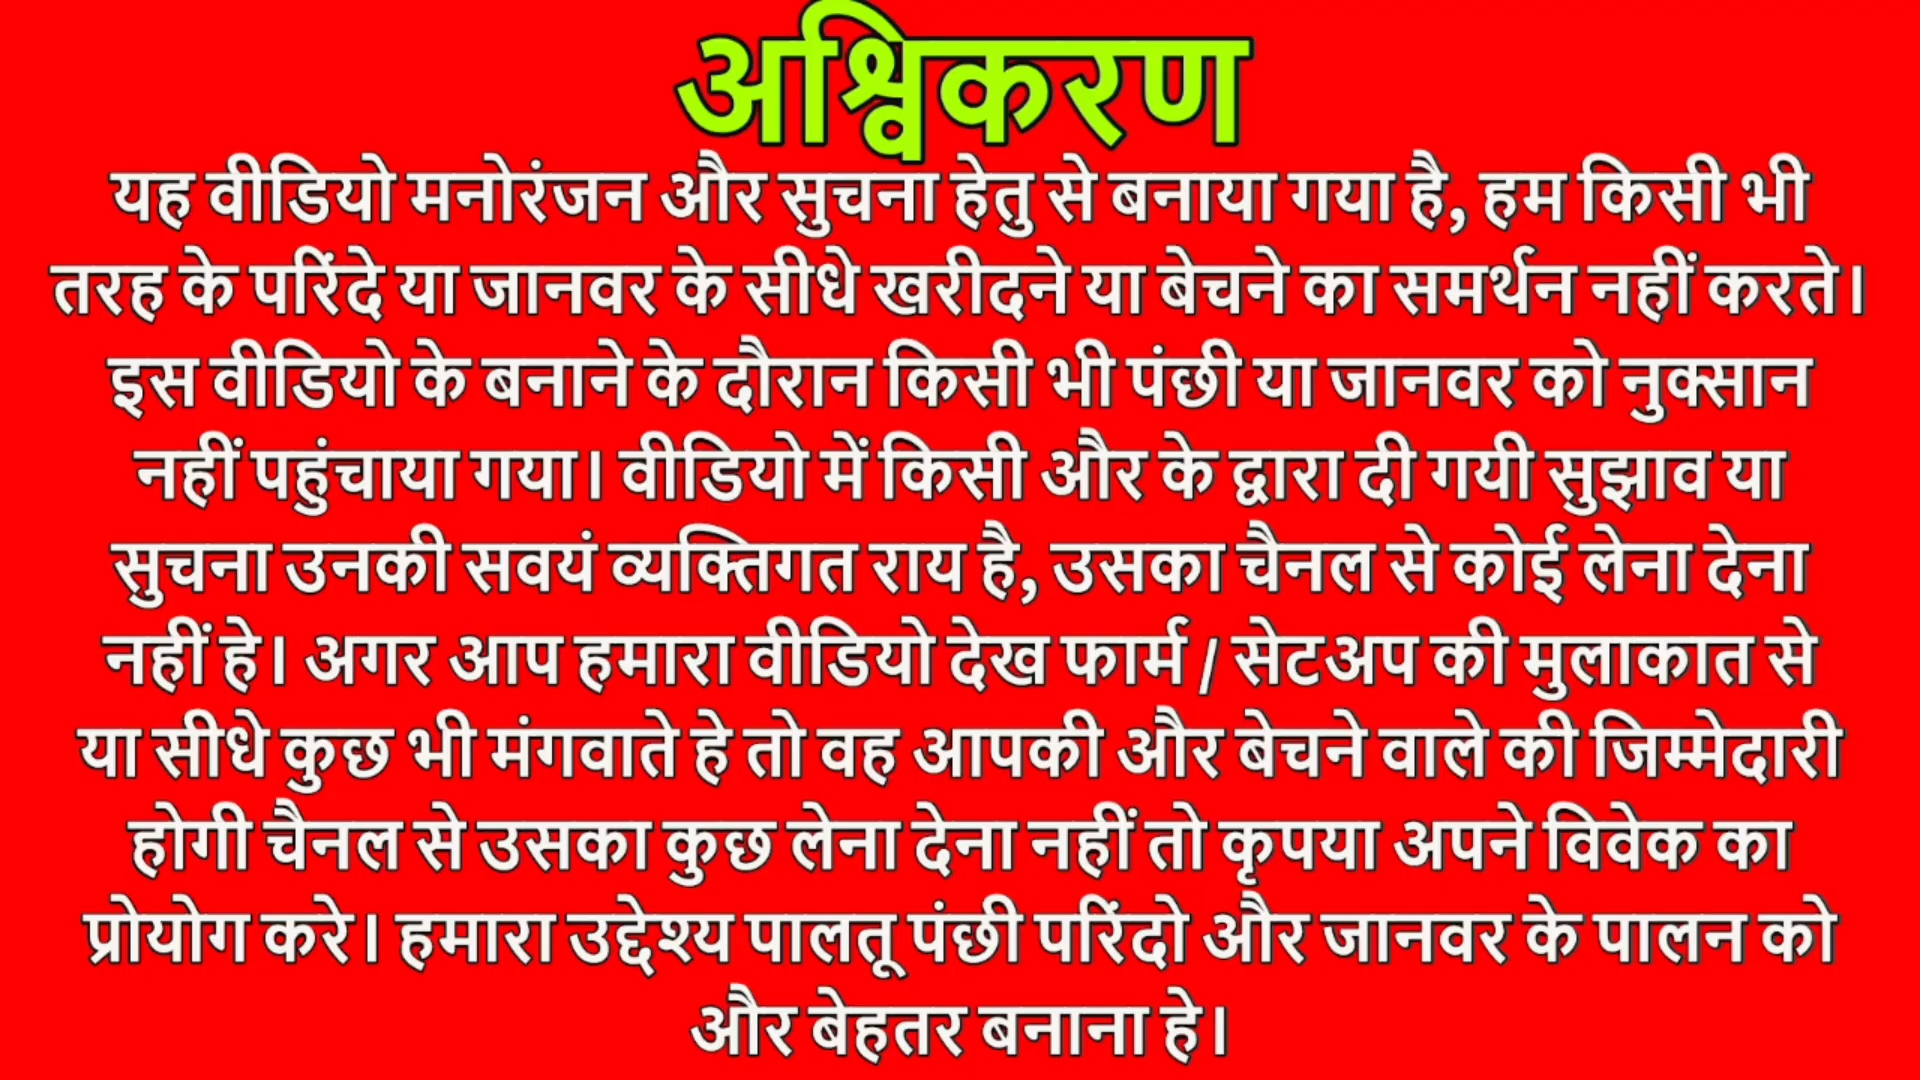 अश्विकरण
यह वीडियो मनोरंजन और सुचना हेतु से बनाया गया है, हम किसी भी
तरह के परिंदे या जानवर के सीधे खरीदने या बेचने का समर्थन नहीं करते।
इस वीडियो के बनाने के दौरान किसी भी पंछी या जानवर को नुक्सान
नहीं पहुंचाया गया। वीडियो में किसी और के द्वारा दी गयी सुझाव या
सुचना उनकी सवयं व्यक्तिगत राय है, उसका चैनल से कोई लेना देना
नहीं हे। अगर आप हमारा वीडियो देख फार्म / सेटअप की मुलाकात से
या सीधे कुछ भी मंगवाते हे तो वह आपकी और बेचने वाले की जिम्मेदारी
होगी चैनल से उसका कुछ लेना देना नहीं तो कृपया अपने विवेक का
प्रोयोग करे। हमारा उद्देश्य पालतू पंछी परिंदो और जानवर के पालन को
और बेहतर बनाना हे।